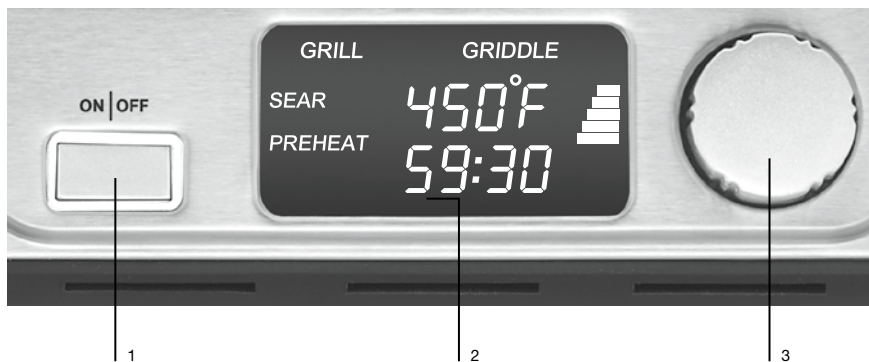 GRILL GRIDDLE
ON|OFF
SEAR 450°F
PREHEAT 59:30
1 2 3